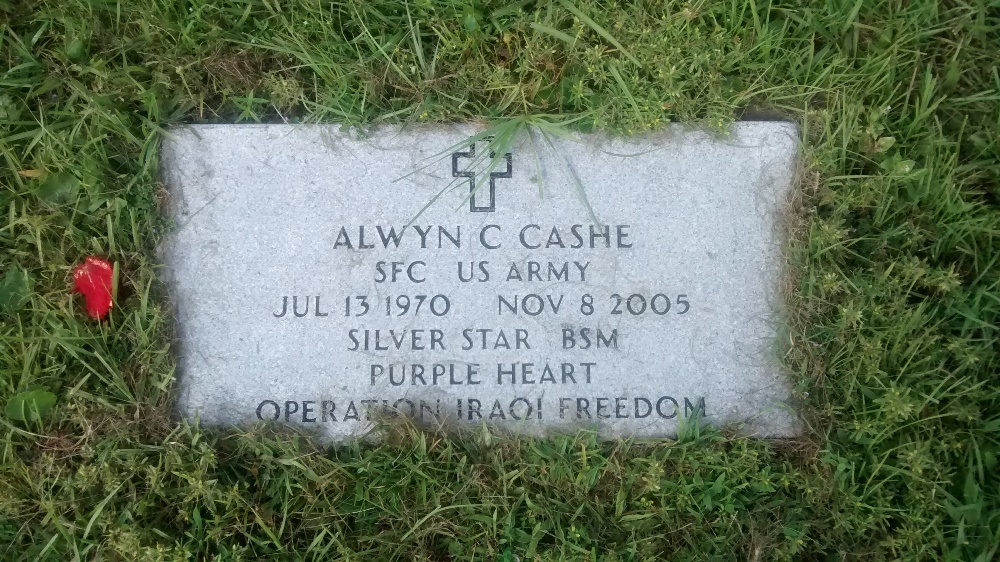 ALWYN C CASHE
SFC US ARMY
JUL 13 1970 NOV 8 2005
SILVER STAR BSM
PURPLE HEART
OPERATION IRAQI FREEDOM